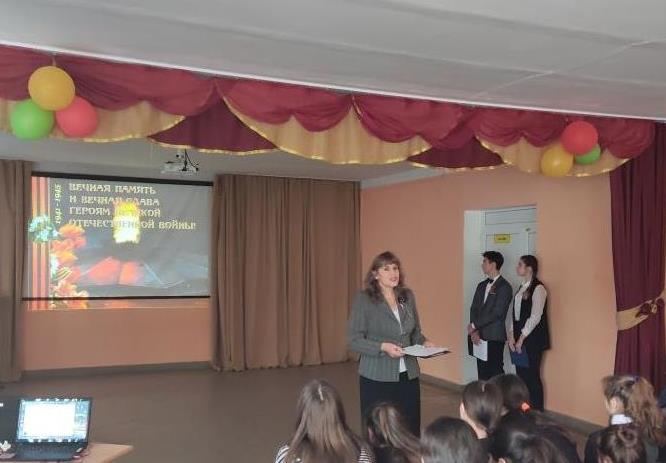 1941-1945
ВЕЧНАЯ ПАМЯТЬ
И ВЕЧНАЯ СЛАВА
ГЕРОЯМ
ОТЕЧЕСТВЕННОЙ ВОЙНЫ!